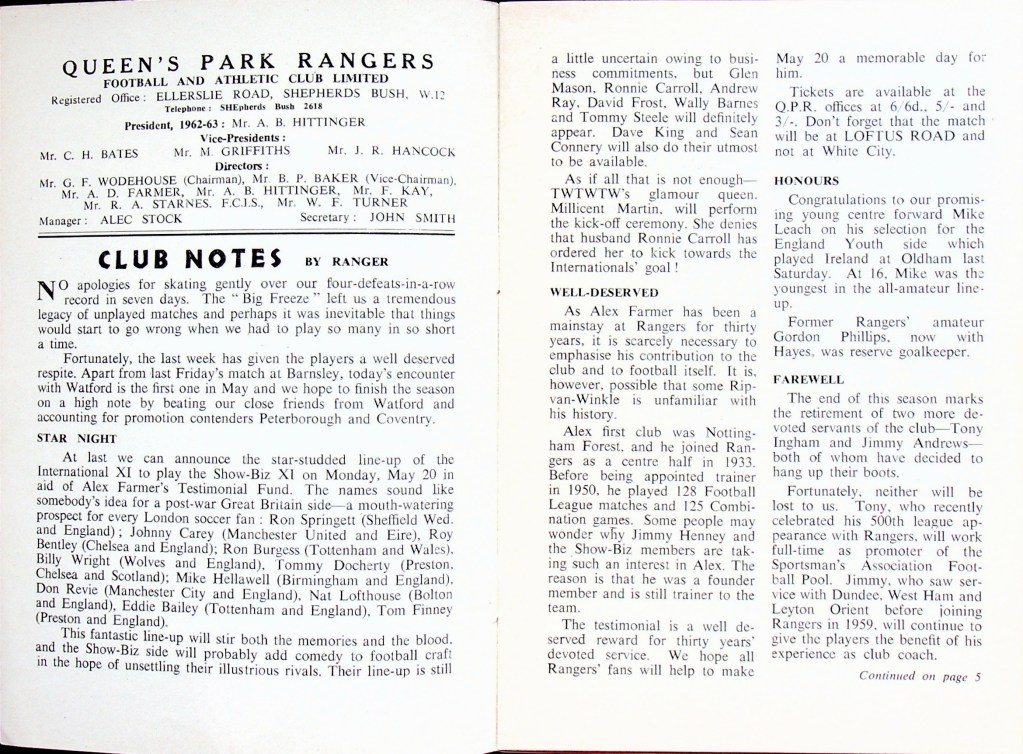 QUEEN'S PARK RANGERS
FOOTBALL AND ATHLETIC CLUB LIMITED
Registered Office: ELLERSLIE ROAD, SHEPHERDS BUSH, W.12
Telephone: SHEpherds Bush 2618
President, 1962-63: Mr. A. B. HITTINGER
Vice-Presidents:
Mr. C. H. BATES Mr. M. GRIFFITHS Mr. J. R. HANCOCK
Directors:
Mr. G. F. WODEHOUSE (Chairman), Mr. B. P. BAKER (Vice-Chairman),
Mr. A. D. FARMER, Mr. A. B. HITTINGER, Mr. F. KAY,
Mr. R. A. STARNES, F.C.I.S., Mr. W. F. TURNER
Manager: ALEC STOCK Secretary: JOHN SMITH
CLUB NOTES BY RANGER
NO apologies for skating gently over our four-defeats-in-a-row
record in seven days. The "Big Freeze" left us a tremendous
legacy of unplayed matches and perhaps it was inevitable that things
would start to go wrong when we had to play so many in so short
a time.
Fortunately, the last week has given the players a well deserved
respite. Apart from last Friday's match at Barnsley, today's encounter
with Watford is the first one in May and we hope to finish the season
on a high note by beating our close friends from Watford and
accounting for promotion contenders Peterborough and Coventry.
STAR NIGHT
At last we can announce the star-studded line-up of the
International XI to play the Show-Biz XI on Monday, May 20 in
aid of Alex Farmer's Testimonial Fund. The names sound like
somebody's idea for a post-war Great Britain side—a mouth-watering
prospect for every London soccer fan: Ron Springett (Sheffield Wed.
and England); Johnny Carey (Manchester United and Eire), Roy
Bentley (Chelsea and England); Ron Burgess (Tottenham and Wales),
Billy Wright (Wolves and England), Tommy Docherty (Preston,
Chelsea and Scotland); Mike Hellawell (Birmingham and England),
Don Revie (Manchester City and England), Nat Lofthouse (Bolton
and England), Eddie Bailey (Tottenham and England), Tom Finney
(Preston and England).
This fantastic line-up will stir both the memories and the blood,
and the Show-Biz side will probably add comedy to football craft
in the hope of unsettling their illustrious rivals. Their line-up is still
a little uncertain owing to busi-
ness commitments, but Glen
Mason, Ronnie Carroll, Andrew
Ray, David Frost, Wally Barnes
and Tommy Steele will definitely
appear. Dave King and Sean
Connery will also do their utmost
to be available.
As if all that is not enough—
TWTWTW's glamour queen,
Millicent Martin, will perform
the kick-off ceremony. She denies
that husband Ronnie Carroll has
ordered her to kick towards the
Internationals' goal!
WELL-DESERVED
As Alex Farmer has been a
mainstay at Rangers for thirty
years, it is scarcely necessary to
emphasise his contribution to the
club and to football itself. It is,
however, possible that some Rip-
van-Winkle is unfamiliar with
his history.
Alex first club was Notting-
ham Forest, and he joined Ran-
gers as a centre half in 1933.
Before being appointed trainer
in 1950, he played 128 Football
League matches and 125 Combi-
nation games. Some people may
wonder why Jimmy Henney and
the Show-Biz members are tak-
ing such an interest in Alex. The
reason is that he was a founder
member and is still trainer to the
team.
The testimonial is a well de-
served reward for thirty years'
devoted service. We hope all
Rangers' fans will help to make
May 20 a memorable day for
him.
Tickets are available at the
Q.P.R. offices at 6/6d., 5/- and
3/-. Don't forget that the match
will be at LOFTUS ROAD and
not at White City.
HONOURS
Congratulations to our promis-
ing young centre forward Mike
Leach on his selection for the
England Youth side which
played Ireland at Oldham last
Saturday. At 16, Mike was the
youngest in the all-amateur line-
up.
Former Rangers' amateur
Gordon Phillips, now with
Hayes, was reserve goalkeeper.
FAREWELL
The end of this season marks
the retirement of two more de-
voted servants of the club—Tony
Ingham and Jimmy Andrews—
both of whom have decided to
hang up their boots.
Fortunately, neither will be
lost to us. Tony, who recently
celebrated his 500th league ap-
pearance with Rangers, will work
full-time as promoter of the
Sportsman's Association Foot-
ball Pool. Jimmy, who saw ser-
vice with Dundee, West Ham and
Leyton Orient before joining
Rangers in 1959, will continue to
give the players the benefit of his
experience as club coach.
Continued on page 5